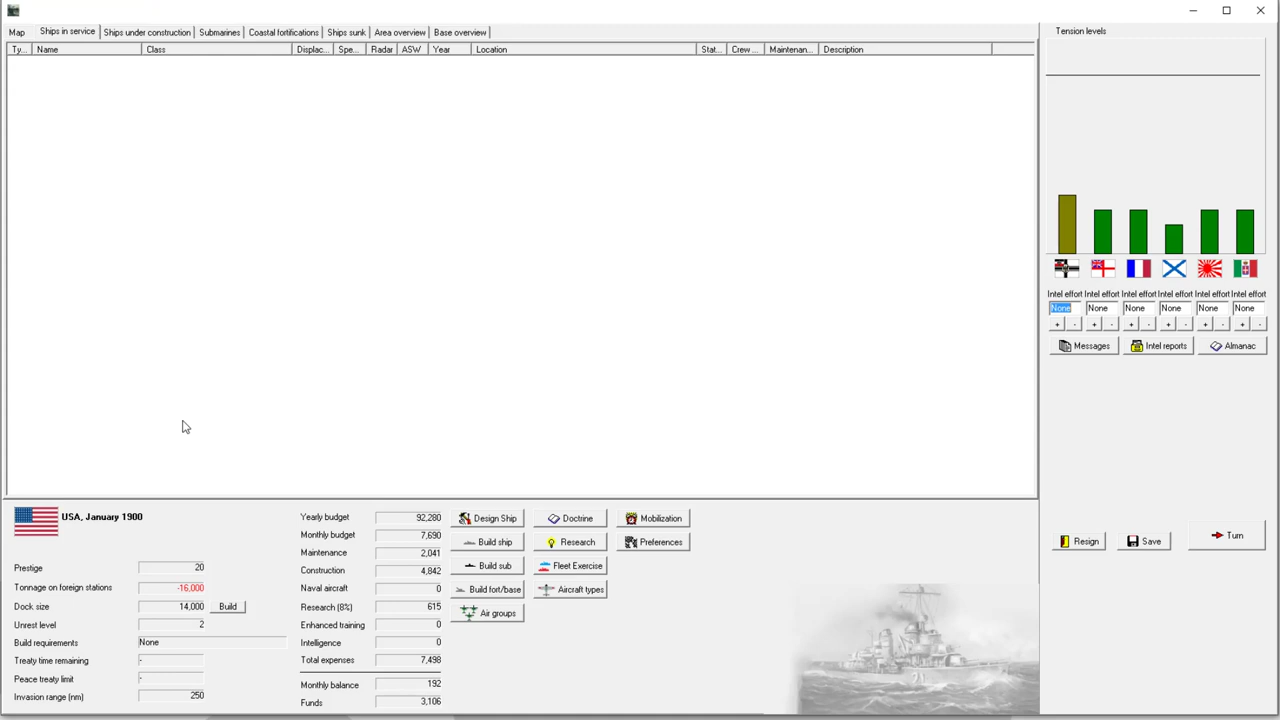 Map Ships in service Ships under construction Submarines Coastal fortifications Ships sunk Area overview Base overview
Ty... Name Class Displac... Spe... Radar ASW Year Location Stat... Crew ... Maintenan... Description
Tension levels
Intel effort Intel effort Intel effort Intel effort Intel effort Intel effort
None None None None None None
+ - + - + - + - + - + -
Messages Intel reports Almanac
Resign Save Turn
USA, January 1900
Prestige 20
Tonnage on foreign stations -16,000
Dock size 14,000 Build
Unrest level 2
Build requirements None
Treaty time remaining -
Peace treaty limit -
Invasion range (nm) 250
Yearly budget 92,280
Monthly budget 7,690
Maintenance 2,041
Construction 4,842
Naval aircraft 0
Research (8%) 615
Enhanced training 0
Intelligence 0
Total expenses 7,498
Monthly balance 192
Funds 3,106
Design Ship Doctrine Mobilization
Build ship Research Preferences
Build sub Fleet Exercise
Build fort/base Aircraft types
Air groups